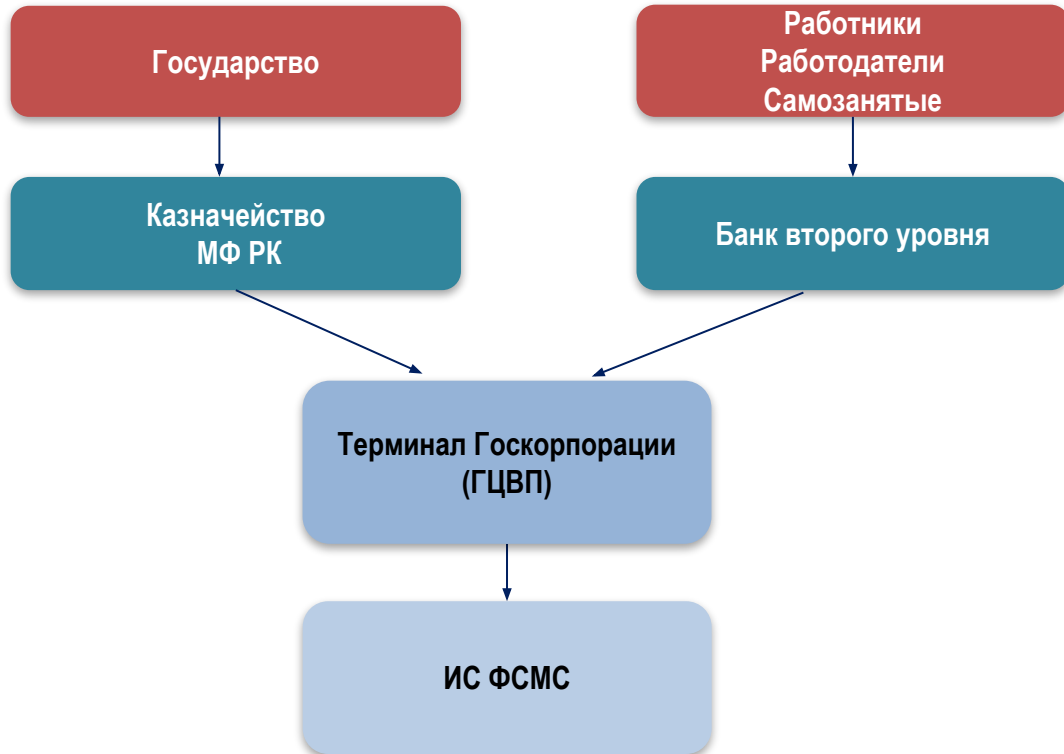 Государство
Работники
Работодатели
Самозанятые
Казначейство
МФ РК
Банк второго уровня
Терминал Госкорпорации
(ГЦВП)
ИС ФСМС